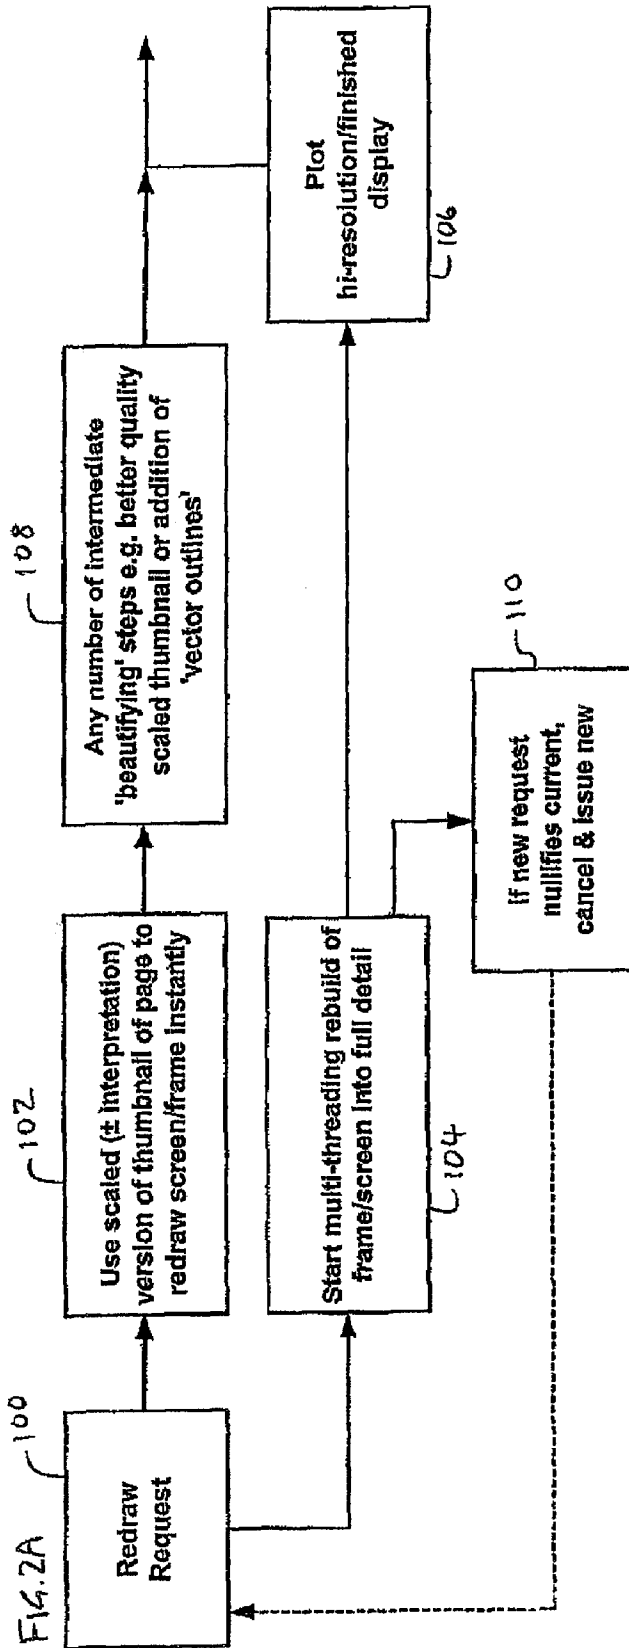 FIG.2A
100
Redraw
Request
102
Use scaled (± interpretation)
version of thumbnail of page to
redraw screen/frame instantly
108
Any number of intermediate
'beautifying' steps e.g. better quality
scaled thumbnail or addition of
'vector outlines'
Start multi-threading rebuild of
frame/screen into full detail
104
Plot
hi-resolution/finished
display
106
110
If new request
nullifies current,
cancel & issue new